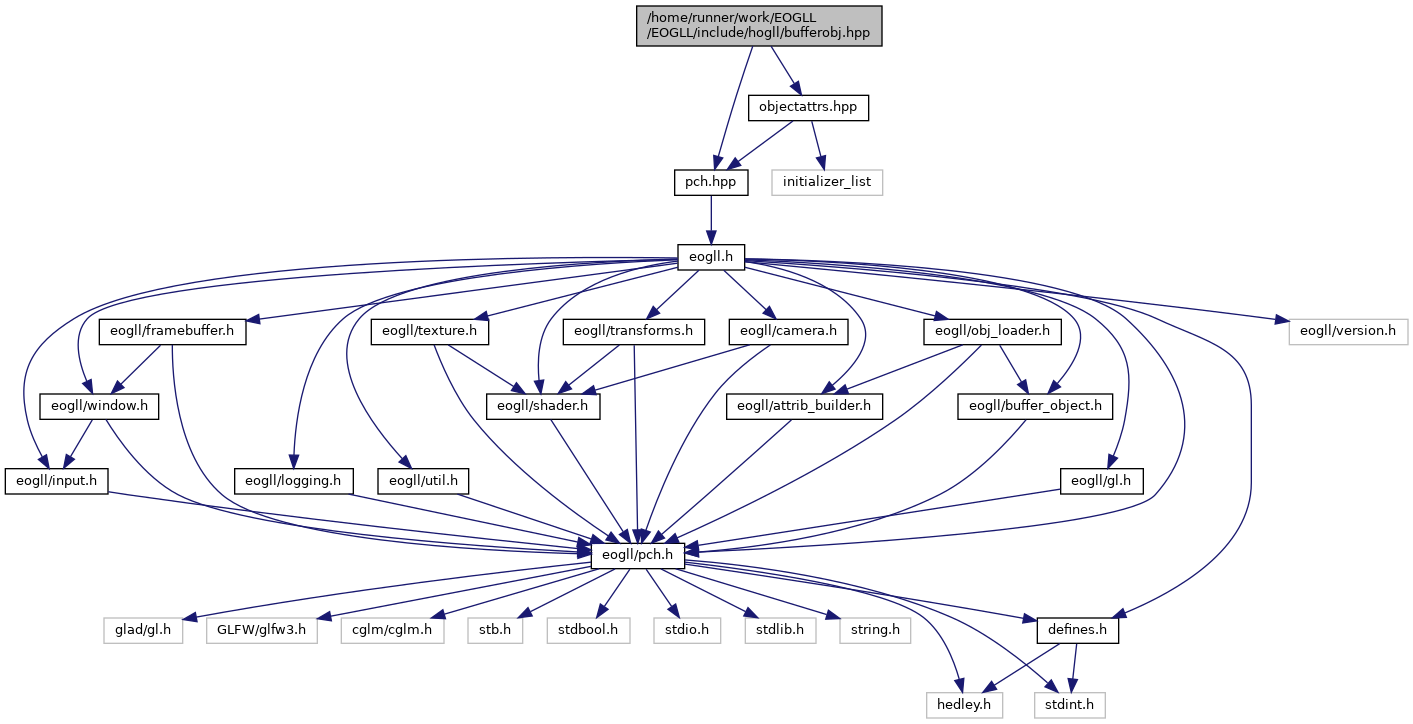 /home/runner/work/EOGLL
/EOGLL/include/hogll/bufferobj.hpp
objectattrs.hpp
pch.hpp
initializer_list
eogll.h
eogll/framebuffer.h
eogll/texture.h
eogll/transforms.h
eogll/camera.h
eogll/obj_loader.h
eogll/version.h
eogll/window.h
eogll/shader.h
eogll/attrib_builder.h
eogll/buffer_object.h
eogll/input.h
eogll/logging.h
eogll/util.h
eogll/gl.h
eogll/pch.h
glad/gl.h
GLFW/glfw3.h
cglm/cglm.h
stb.h
stdbool.h
stdio.h
stdlib.h
string.h
defines.h
hedley.h
stdint.h